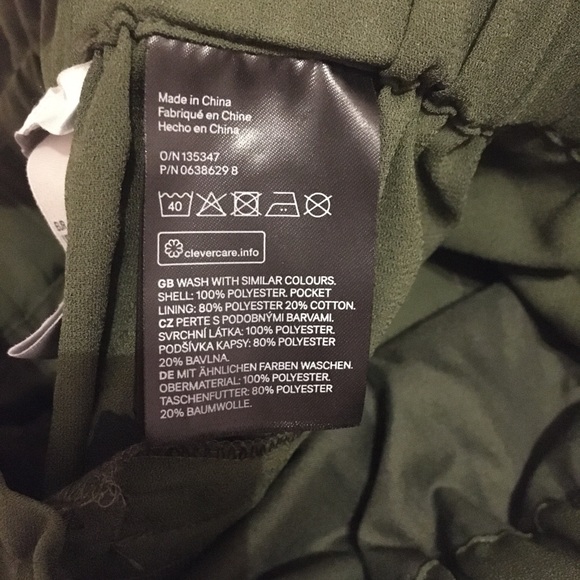 Made in China
Fabriqué en Chine
Hecho en China
O/N 135347
P/N 0638629 8
40
clevercare.info
GB WASH WITH SIMILAR COLOURS.
SHELL: 100% POLYESTER. POCKET
LINING: 80% POLYESTER 20% COTTON.
CZ PERTE S PODOBNÝMI BARVAMI.
SVRCHNÍ LÁTKA: 100% POLYESTER.
PODŠÍVKA KAPSY: 80% POLYESTER
20% BAVLNA.
DE MIT ÄHNLICHEN FARBEN WASCHEN.
OBERMATERIAL: 100% POLYESTER.
TASCHENFUTTER: 80% POLYESTER
20% BAUMWOLLE.